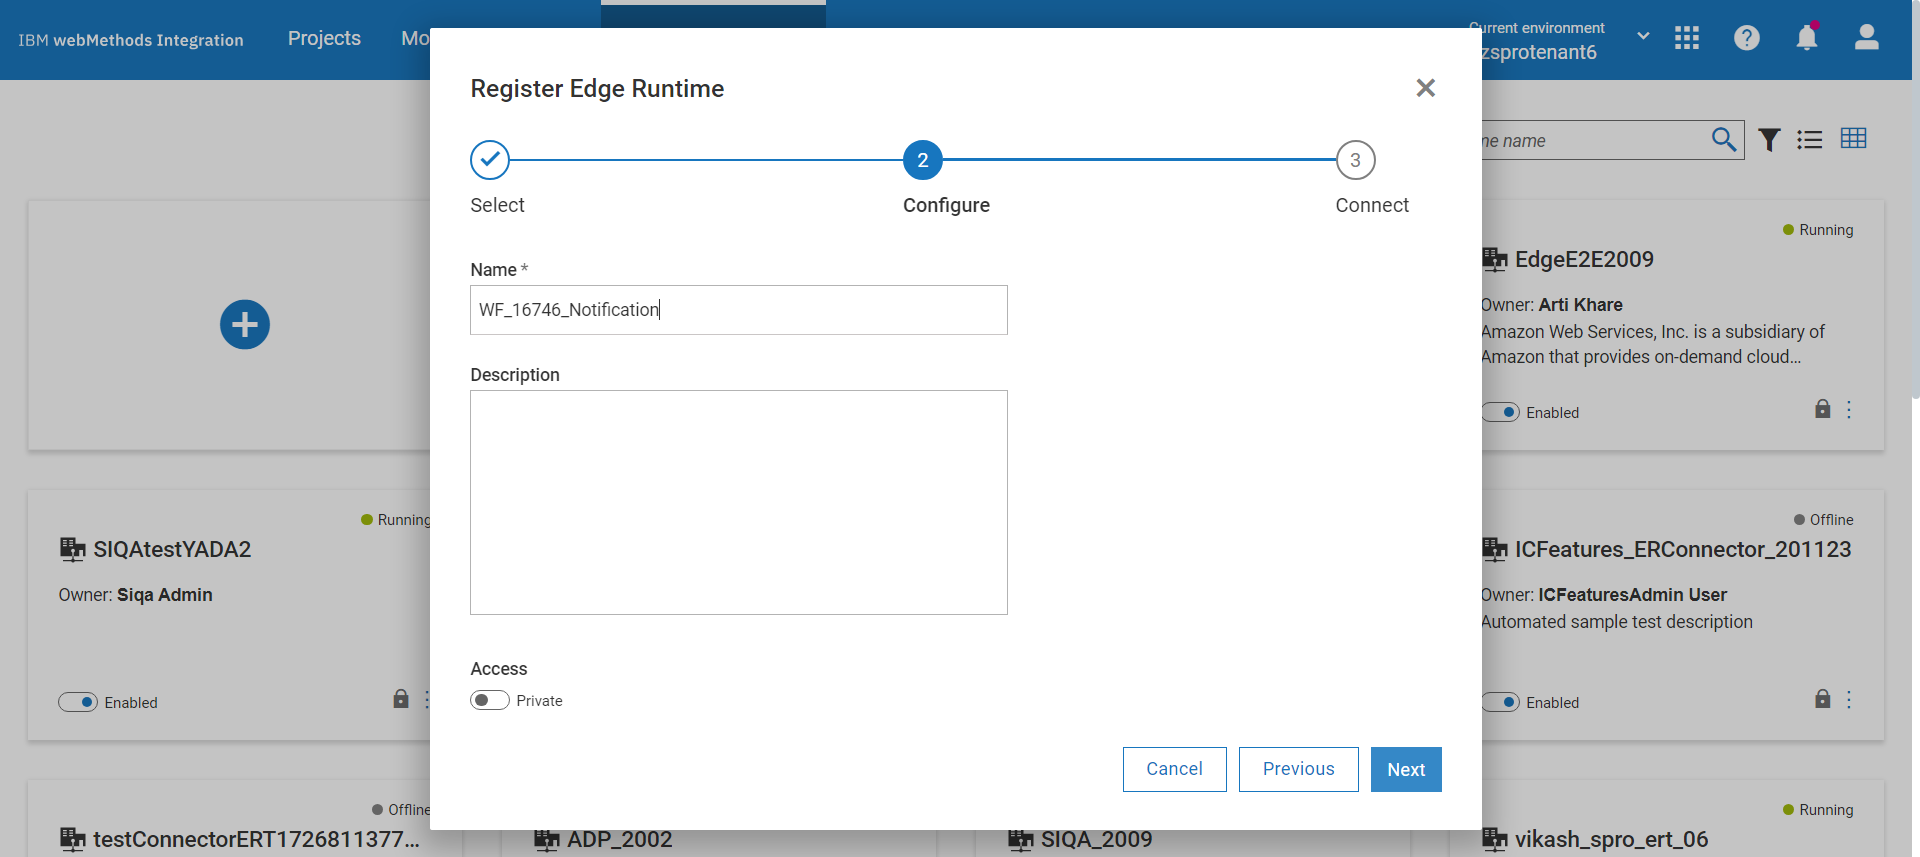 IBM webMethods Integration
Projects
Mo
Current environment
zsprotenant6
Register Edge Runtime
2
3
Select
Configure
Connect
Name *
WF_16746_Notification
Description
Access
Private
Cancel
Previous
Next
me name
Running
EdgeE2E2009
Owner: Arti Khare
Amazon Web Services, Inc. is a subsidiary of
Amazon that provides on-demand cloud...
Enabled
Running
SIQAtestYADA2
Owner: Siqa Admin
Enabled
Offline
ICFeatures_ERConnector_201123
Owner: ICFeaturesAdmin User
Automated sample test description
Enabled
Offline
testConnectorERT1726811377...
ADP_2002
SIQA_2009
Running
vikash_spro_ert_06